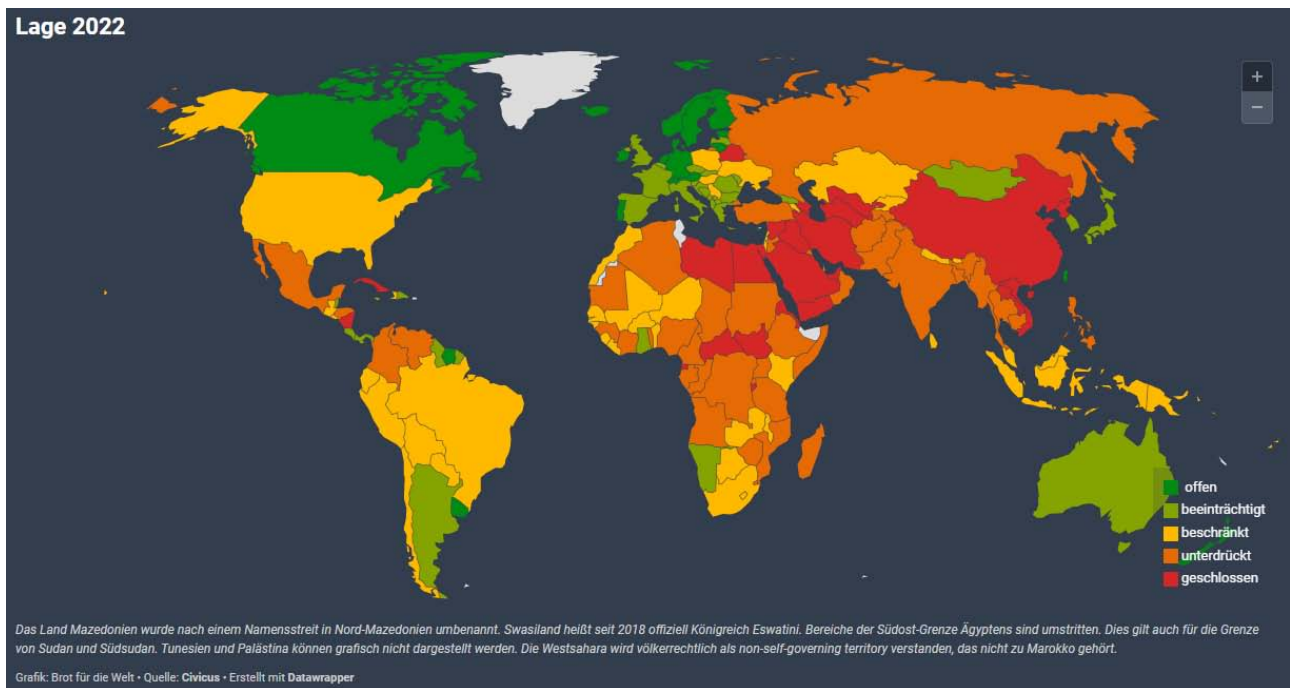 Lage 2022
+
−
offen
beeinträchtigt
beschränkt
unterdrückt
geschlossen
Das Land Mazedonien wurde nach einem Namensstreit in Nord-Mazedonien umbenannt. Swasiland heißt seit 2018 offiziell Königreich Eswatini. Bereiche der Südost-Grenze Ägyptens sind umstritten. Dies gilt auch für die Grenze
von Sudan und Südsudan. Tunesien und Palästina können grafisch nicht dargestellt werden. Die Westsahara wird völkerrechtlich als non-self-governing territory verstanden, das nicht zu Marokko gehört.
Grafik: Brot für die Welt • Quelle: Civicus • Erstellt mit Datawrapper